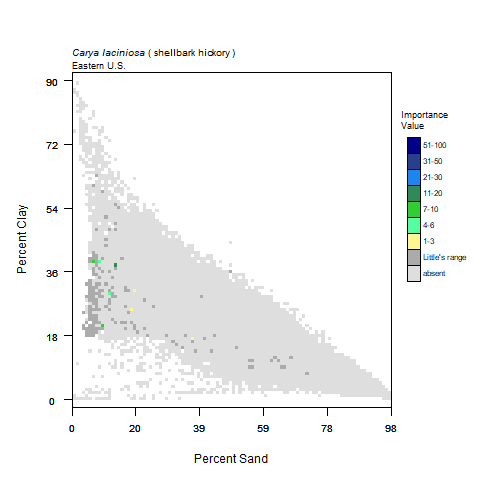 Carya laciniosa ( shellbark hickory )
Eastern U.S.
90
72
54
36
18
0
Percent Clay
0
20
39
59
78
98
Percent Sand
Importance
Value
51-100
31-50
21-30
11-20
7-10
4-6
1-3
Little's range
absent